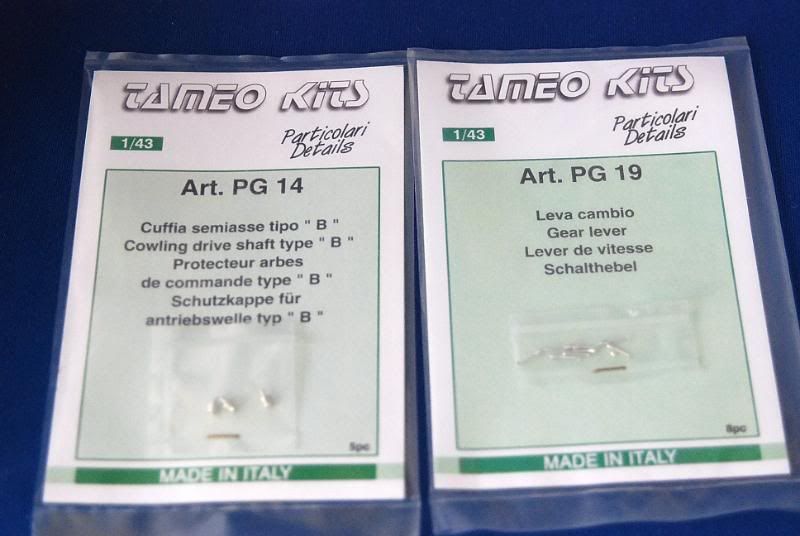 TAMEO KITS
1/43
Particolari
Details
Art. PG 14
Cuffia semiasse tipo " B "
Cowling drive shaft type " B "
Protecteur arbes
de commande type " B "
Schutzkappe für
antriebswelle typ " B "
MADE IN ITALY
TAMEO KITS
1/43
Particolari
Details
Art. PG 19
Leva cambio
Gear lever
Lever de vitesse
Schalthebel
8pc
MADE IN ITALY